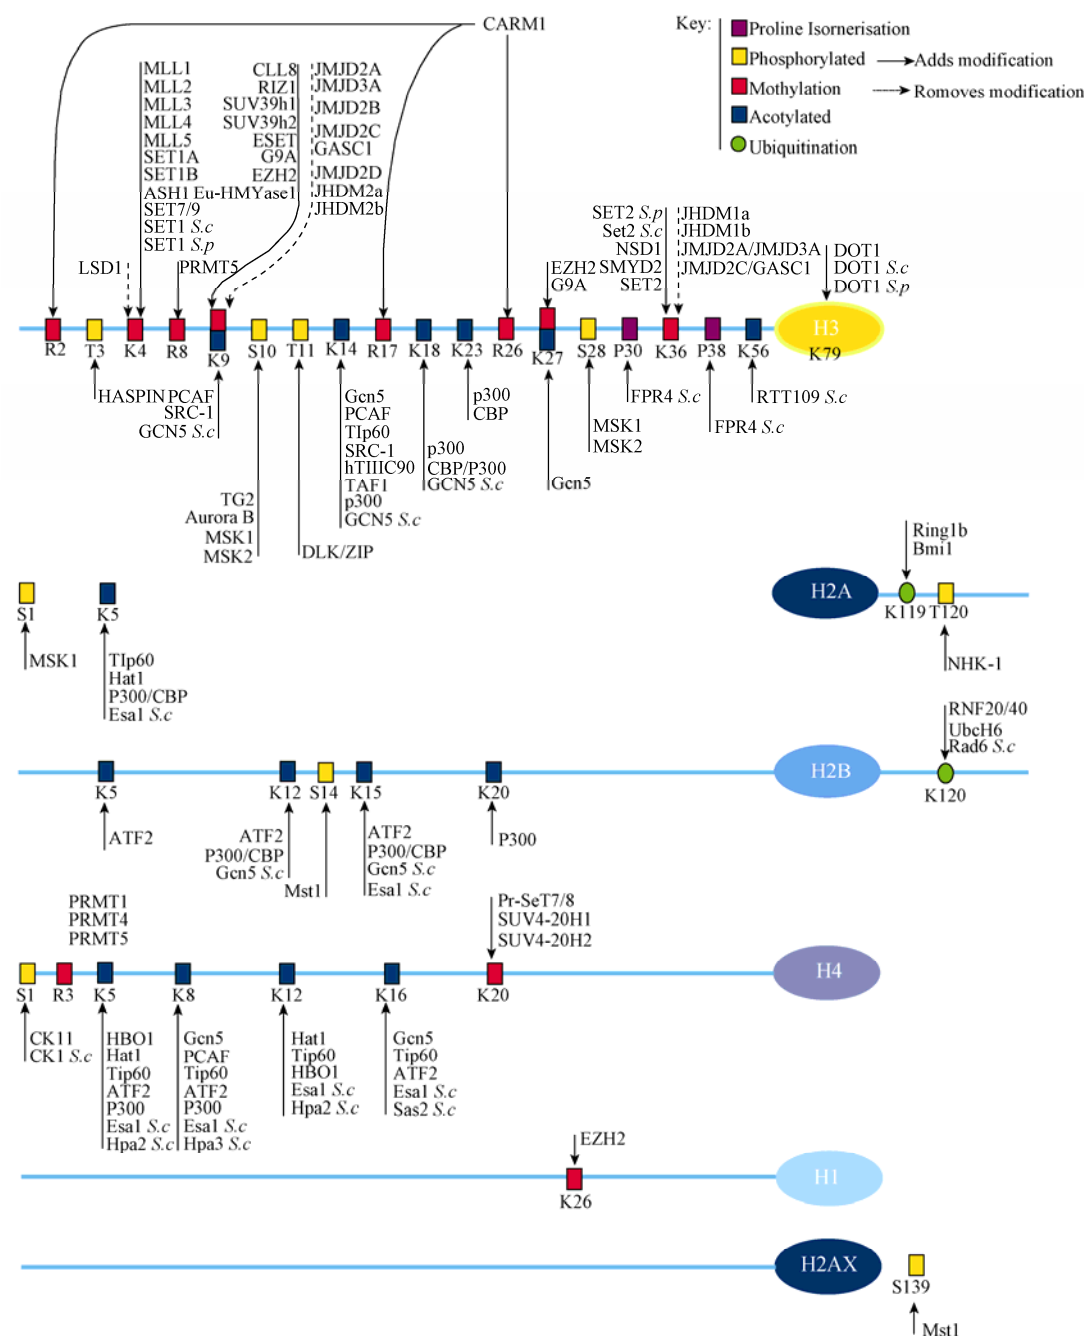 CARM1
Key:
Proline Isornerisation
Phosphorylated
Adds modification
Mothylation
Romoves modification
Acotylated
Ubiquitination
MLL1
MLL2
MLL3
MLL4
MLL5
SET1A
SET1B
ASH1 Eu-HMYase1
SET7/9
SET1 S.c
SET1 S.p
CLL8
RIZ1
SUV39h1
SUV39h2
ESET
G9A
EZH2
JMJD2A
JMJD3A
JMJD2B
JMJD2C
GASC1
JMJD2D
JHDM2a
JHDM2b
LSD1
PRMT5
EZH2
G9A
SET2 S.p
Set2 S.c
NSD1
SMYD2
SET2
JHDM1a
JHDM1b
JMJD2A/JMJD3A
JMJD2C/GASC1
DOT1
DOT1 S.c
DOT1 S.p
R2
T3
K4
R8
K9
S10
T11
K14
R17
K18
K23
R26
K27
S28
P30
K36
P38
K56
H3
K79
HASPIN
PCAF
SRC-1
GCN5 S.c
TG2
Aurora B
MSK1
MSK2
DLK/ZIP
Gcn5
PCAF
TIp60
SRC-1
hTIIIC90
TAF1
p300
GCN5 S.c
p300
CBP/P300
GCN5 S.c
p300
CBP
Gcn5
MSK1
MSK2
FPR4 S.c
FPR4 S.c
RTT109 S.c
S1
K5
H2A
K119
T120
Ring1b
Bmi1
MSK1
TIp60
Hat1
P300/CBP
Esa1 S.c
NHK-1
RNF20/40
UbcH6
Rad6 S.c
K5
K12
S14
K15
K20
H2B
K120
ATF2
ATF2
P300/CBP
Gcn5 S.c
Mst1
ATF2
P300/CBP
Gcn5 S.c
Esa1 S.c
P300
PRMT1
PRMT4
PRMT5
Pr-SeT7/8
SUV4-20H1
SUV4-20H2
S1
R3
K5
K8
K12
K16
K20
H4
CK11
CK1 S.c
HBO1
Hat1
Tip60
ATF2
P300
Esa1 S.c
Hpa2 S.c
Gcn5
PCAF
Tip60
ATF2
P300
Esa1 S.c
Hpa3 S.c
Hat1
Tip60
HBO1
Esa1 S.c
Hpa2 S.c
Gcn5
Tip60
ATF2
Esa1 S.c
Sas2 S.c
EZH2
K26
H1
H2AX
S139
Mst1